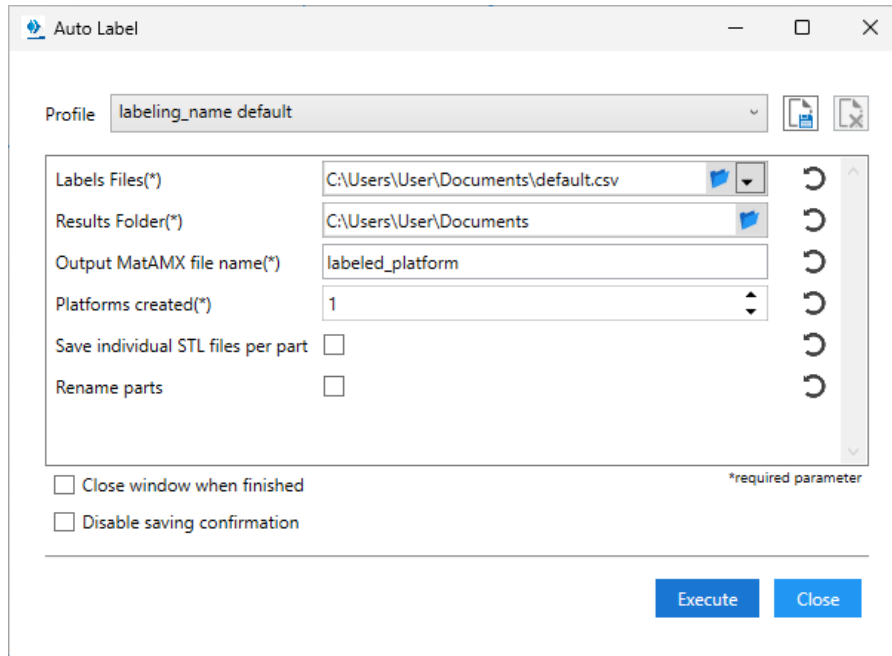 Auto Label
Profile labeling_name default
Labels Files(*) C:\Users\User\Documents\default.csv
Results Folder(*) C:\Users\User\Documents
Output MatAMX file name(*) labeled_platform
Platforms created(*) 1
Save individual STL files per part
Rename parts
Close window when finished
*required parameter
Disable saving confirmation
Execute Close